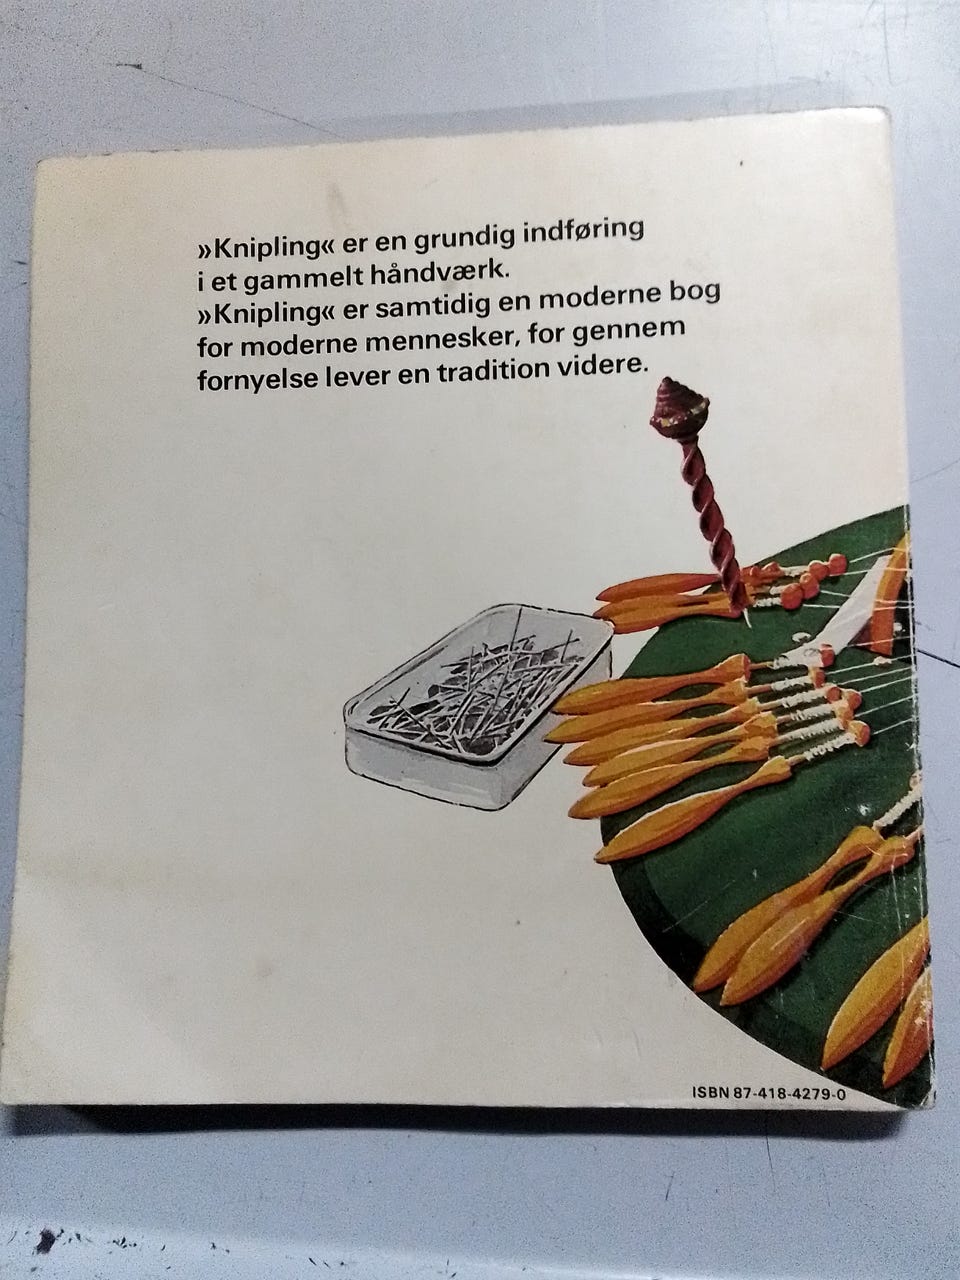 »Knipling« er en grundig indføring
i et gammelt håndværk.
»Knipling« er samtidig en moderne bog
for moderne mennesker, for gennem
fornyelse lever en tradition videre.
ISBN 87-418-4279-0